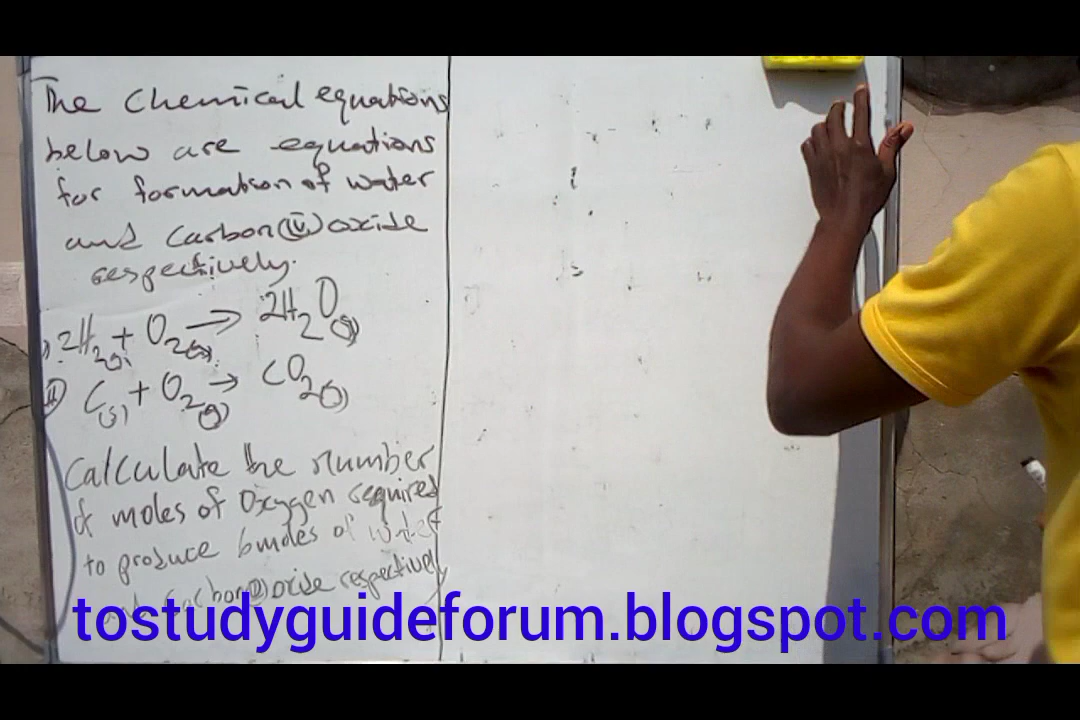 The Chemical equations
below are equations
for formation of water
and Carbon(IV)oxide
respectively.
i) 2H2(g) + O2(g) → 2H2O(g)
(ii) C(s) + O2(g) → CO2(g)
Calculate the number
of moles of Oxygen required
to produce 6moles of water
and Carbon(IV)oxide respectively
tostudyguideforum.blogspot.com